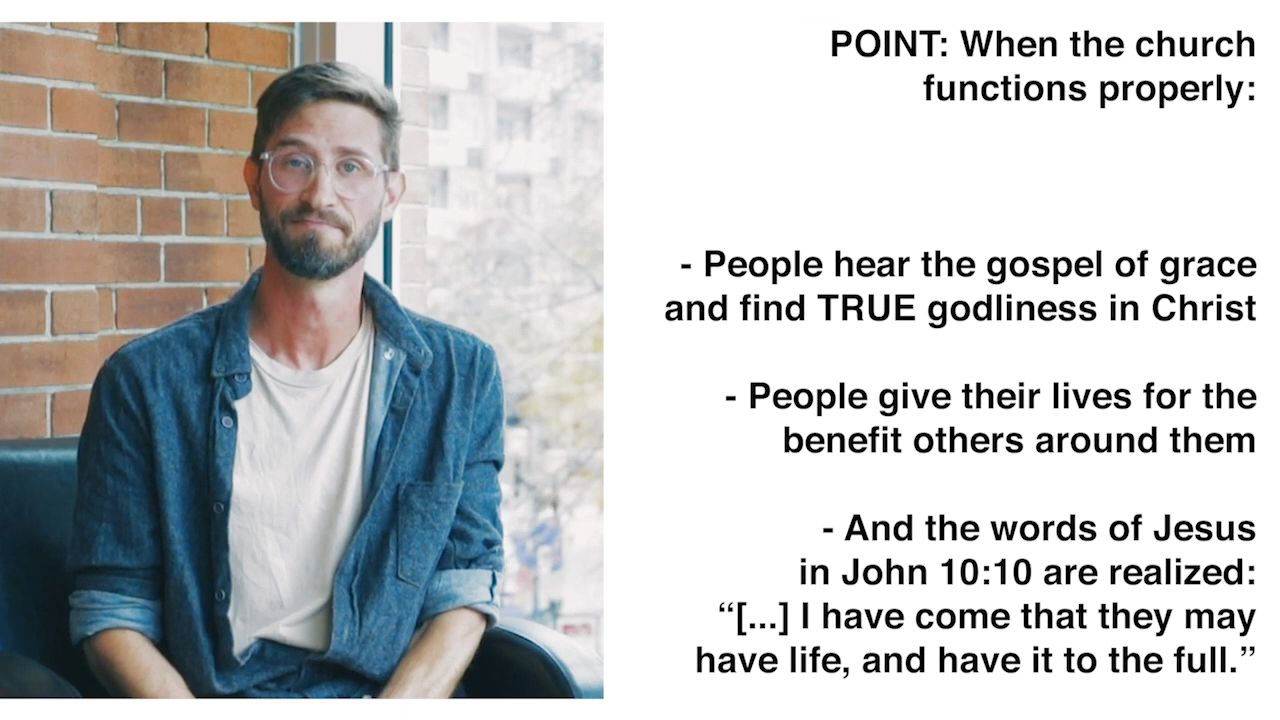 POINT: When the church
functions properly:
- People hear the gospel of grace
and find TRUE godliness in Christ
- People give their lives for the
benefit others around them
- And the words of Jesus
in John 10:10 are realized:
“[...] I have come that they may
have life, and have it to the full.”